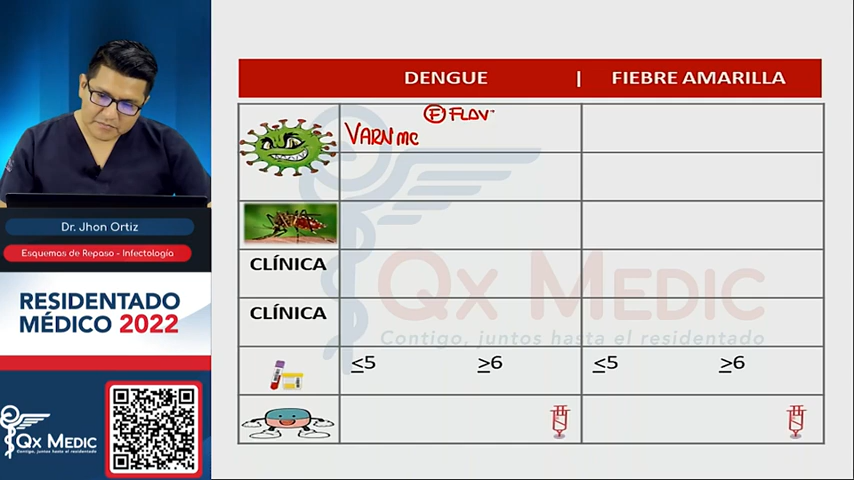 DENGUE | FIEBRE AMARILLA
F FLAV
VARN mc
CLÍNICA
CLÍNICA
≤5 ≥6 ≤5 ≥6
Qx MEDIC
Contigo, juntos hasta el residentado
Dr. Jhon Ortiz
Esquemas de Repaso - Infectología
RESIDENTADO
MÉDICO 2022
Qx MEDIC
Contigo, juntos hasta el residentado